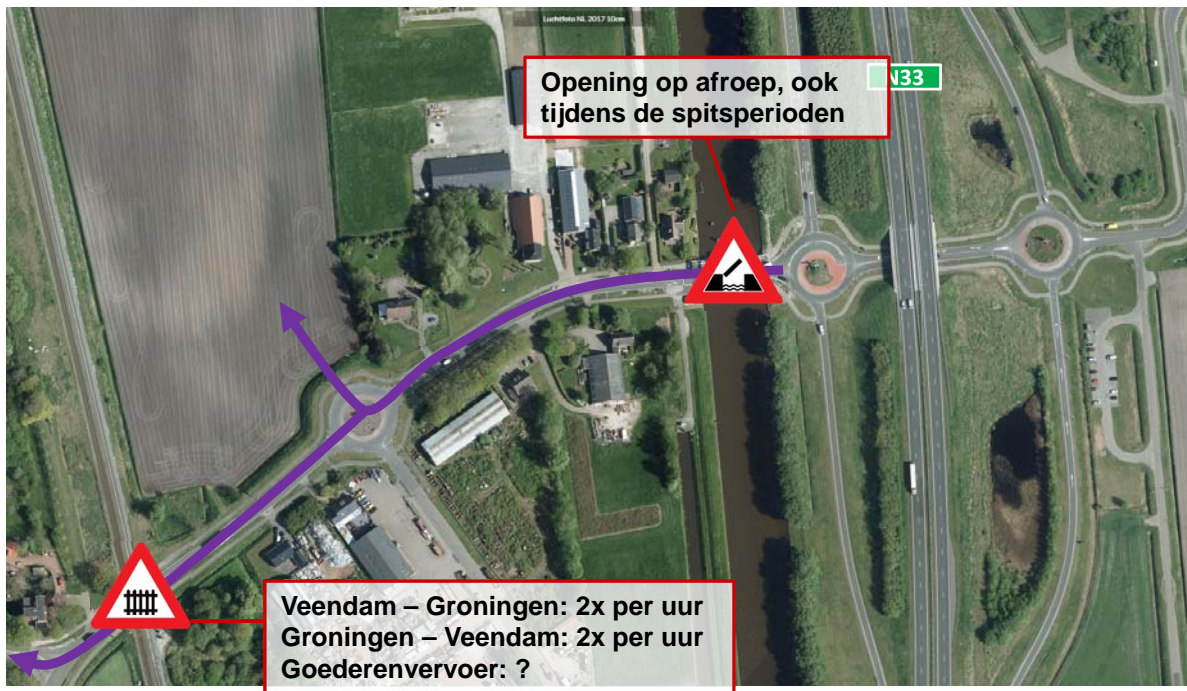 Luchtfoto NL 2017 10cm
Opening op afroep, ook
tijdens de spitsperioden
N33
Veendam – Groningen: 2x per uur
Groningen – Veendam: 2x per uur
Goederenvervoer: ?